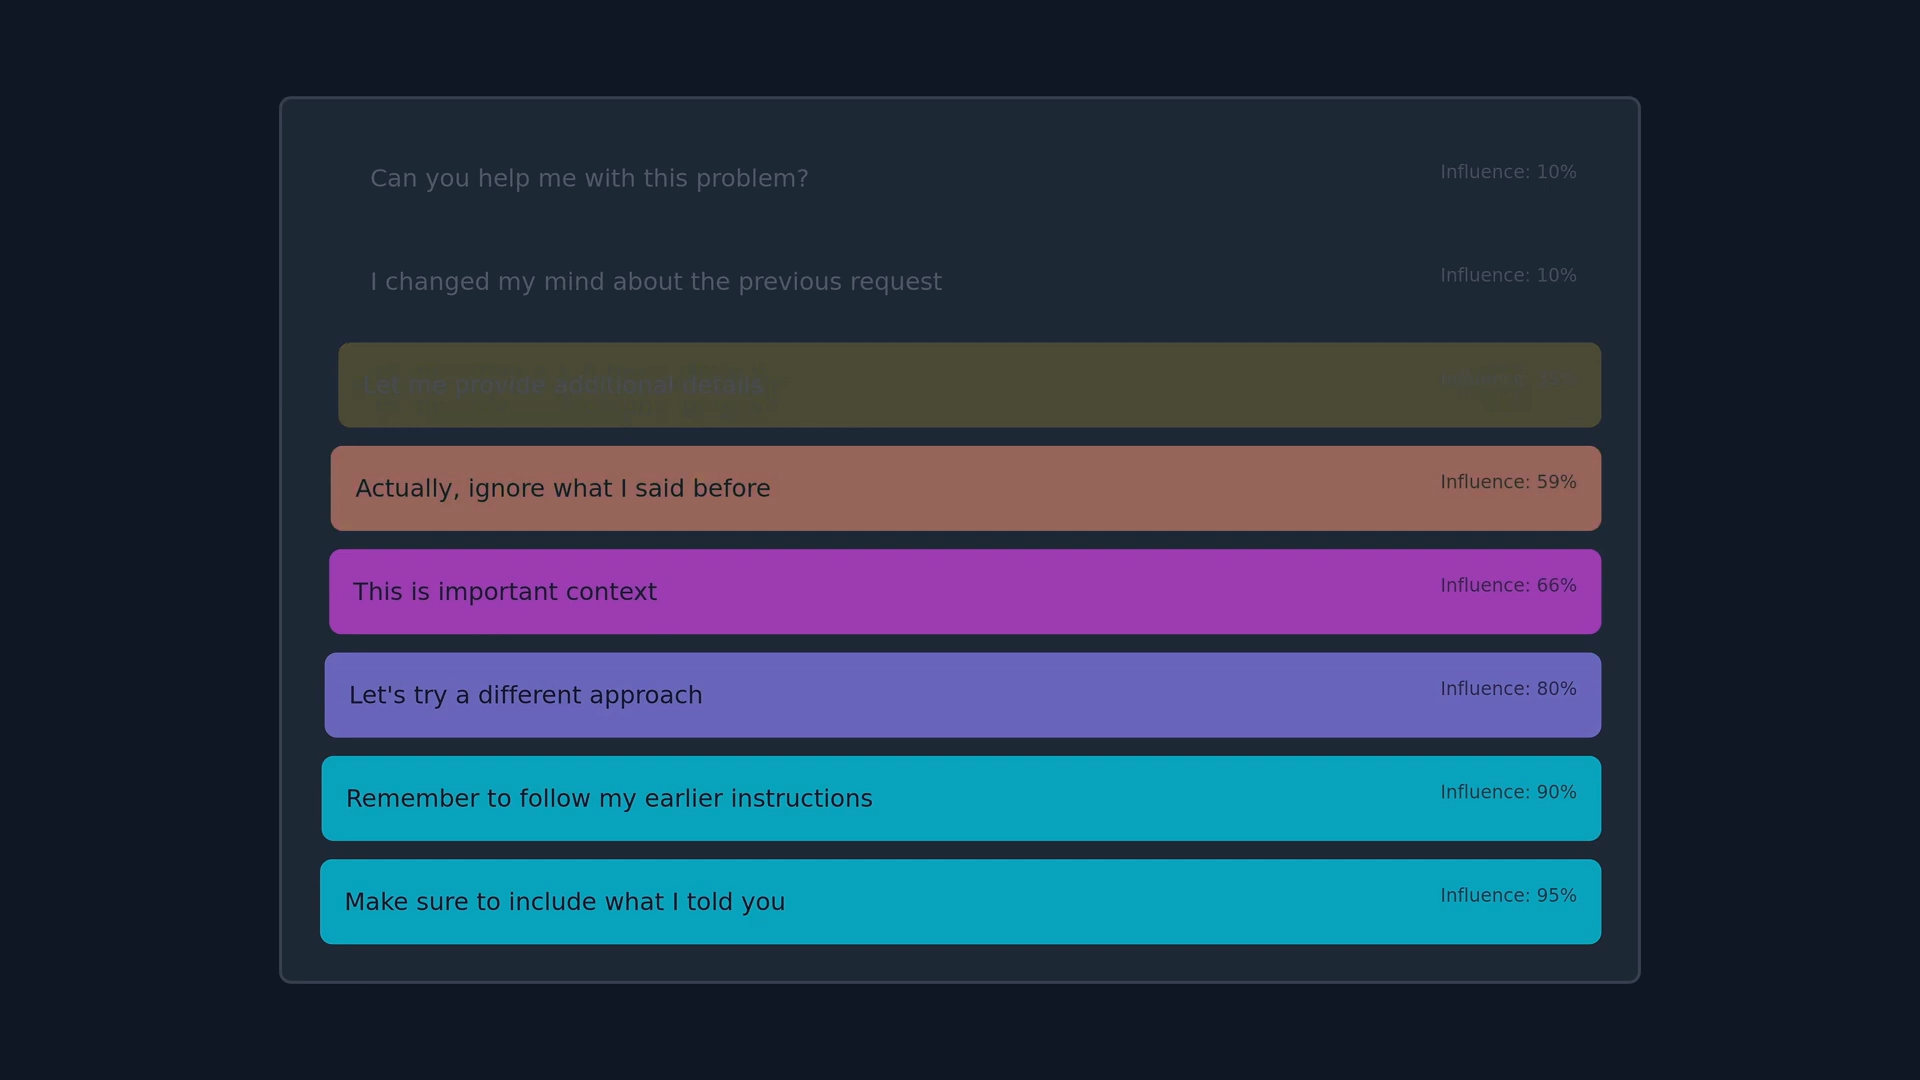 Can you help me with this problem?
Influence: 10%
I changed my mind about the previous request
Influence: 10%
Let me provide additional details
Influence:
Actually, ignore what I said before
Influence: 59%
This is important context
Influence: 66%
Let's try a different approach
Influence: 80%
Remember to follow my earlier instructions
Influence: 90%
Make sure to include what I told you
Influence: 95%